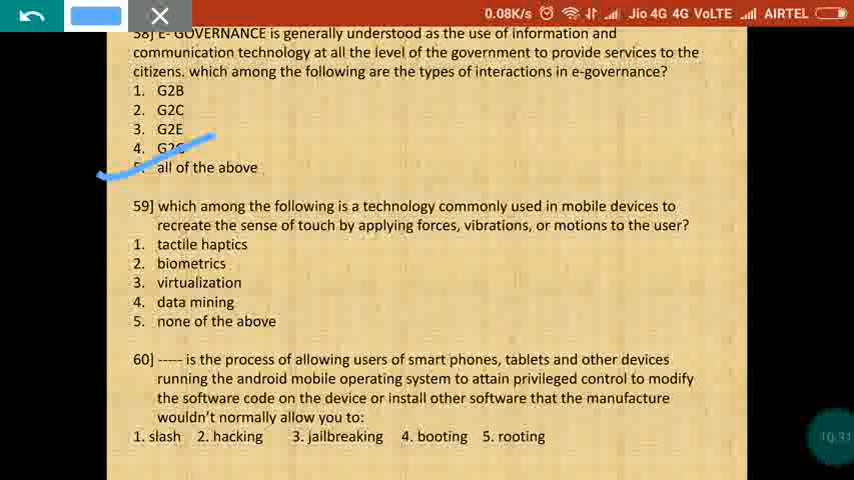 0.08K/s Jio 4G 4G VoLTE AIRTEL
58] E- GOVERNANCE is generally understood as the use of information and
communication technology at all the level of the government to provide services to the
citizens. which among the following are the types of interactions in e-governance?
1. G2B
2. G2C
3. G2E
4. G2G
5. all of the above
59] which among the following is a technology commonly used in mobile devices to
recreate the sense of touch by applying forces, vibrations, or motions to the user?
1. tactile haptics
2. biometrics
3. virtualization
4. data mining
5. none of the above
60] ----- is the process of allowing users of smart phones, tablets and other devices
running the android mobile operating system to attain privileged control to modify
the software code on the device or install other software that the manufacture
wouldn't normally allow you to:
1. slash 2. hacking 3. jailbreaking 4. booting 5. rooting
10:31